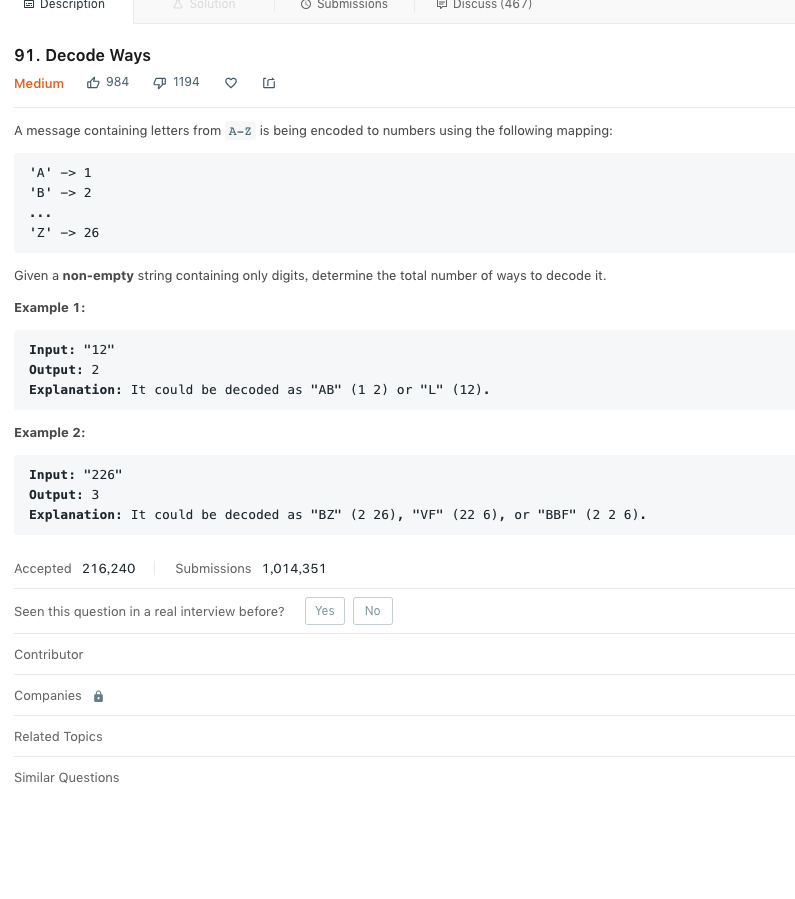 Description Solution Submissions Discuss (467)
91. Decode Ways
Medium 984 1194
A message containing letters from A-Z is being encoded to numbers using the following mapping:
'A' -> 1
'B' -> 2
...
'Z' -> 26
Given a non-empty string containing only digits, determine the total number of ways to decode it.
Example 1:
Input: "12"
Output: 2
Explanation: It could be decoded as "AB" (1 2) or "L" (12).
Example 2:
Input: "226"
Output: 3
Explanation: It could be decoded as "BZ" (2 26), "VF" (22 6), or "BBF" (2 2 6).
Accepted 216,240 Submissions 1,014,351
Seen this question in a real interview before? Yes No
Contributor
Companies
Related Topics
Similar Questions